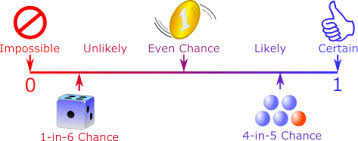 Impossible Unlikely Even Chance Likely Certain
0 1
1-in-6 Chance 4-in-5 Chance